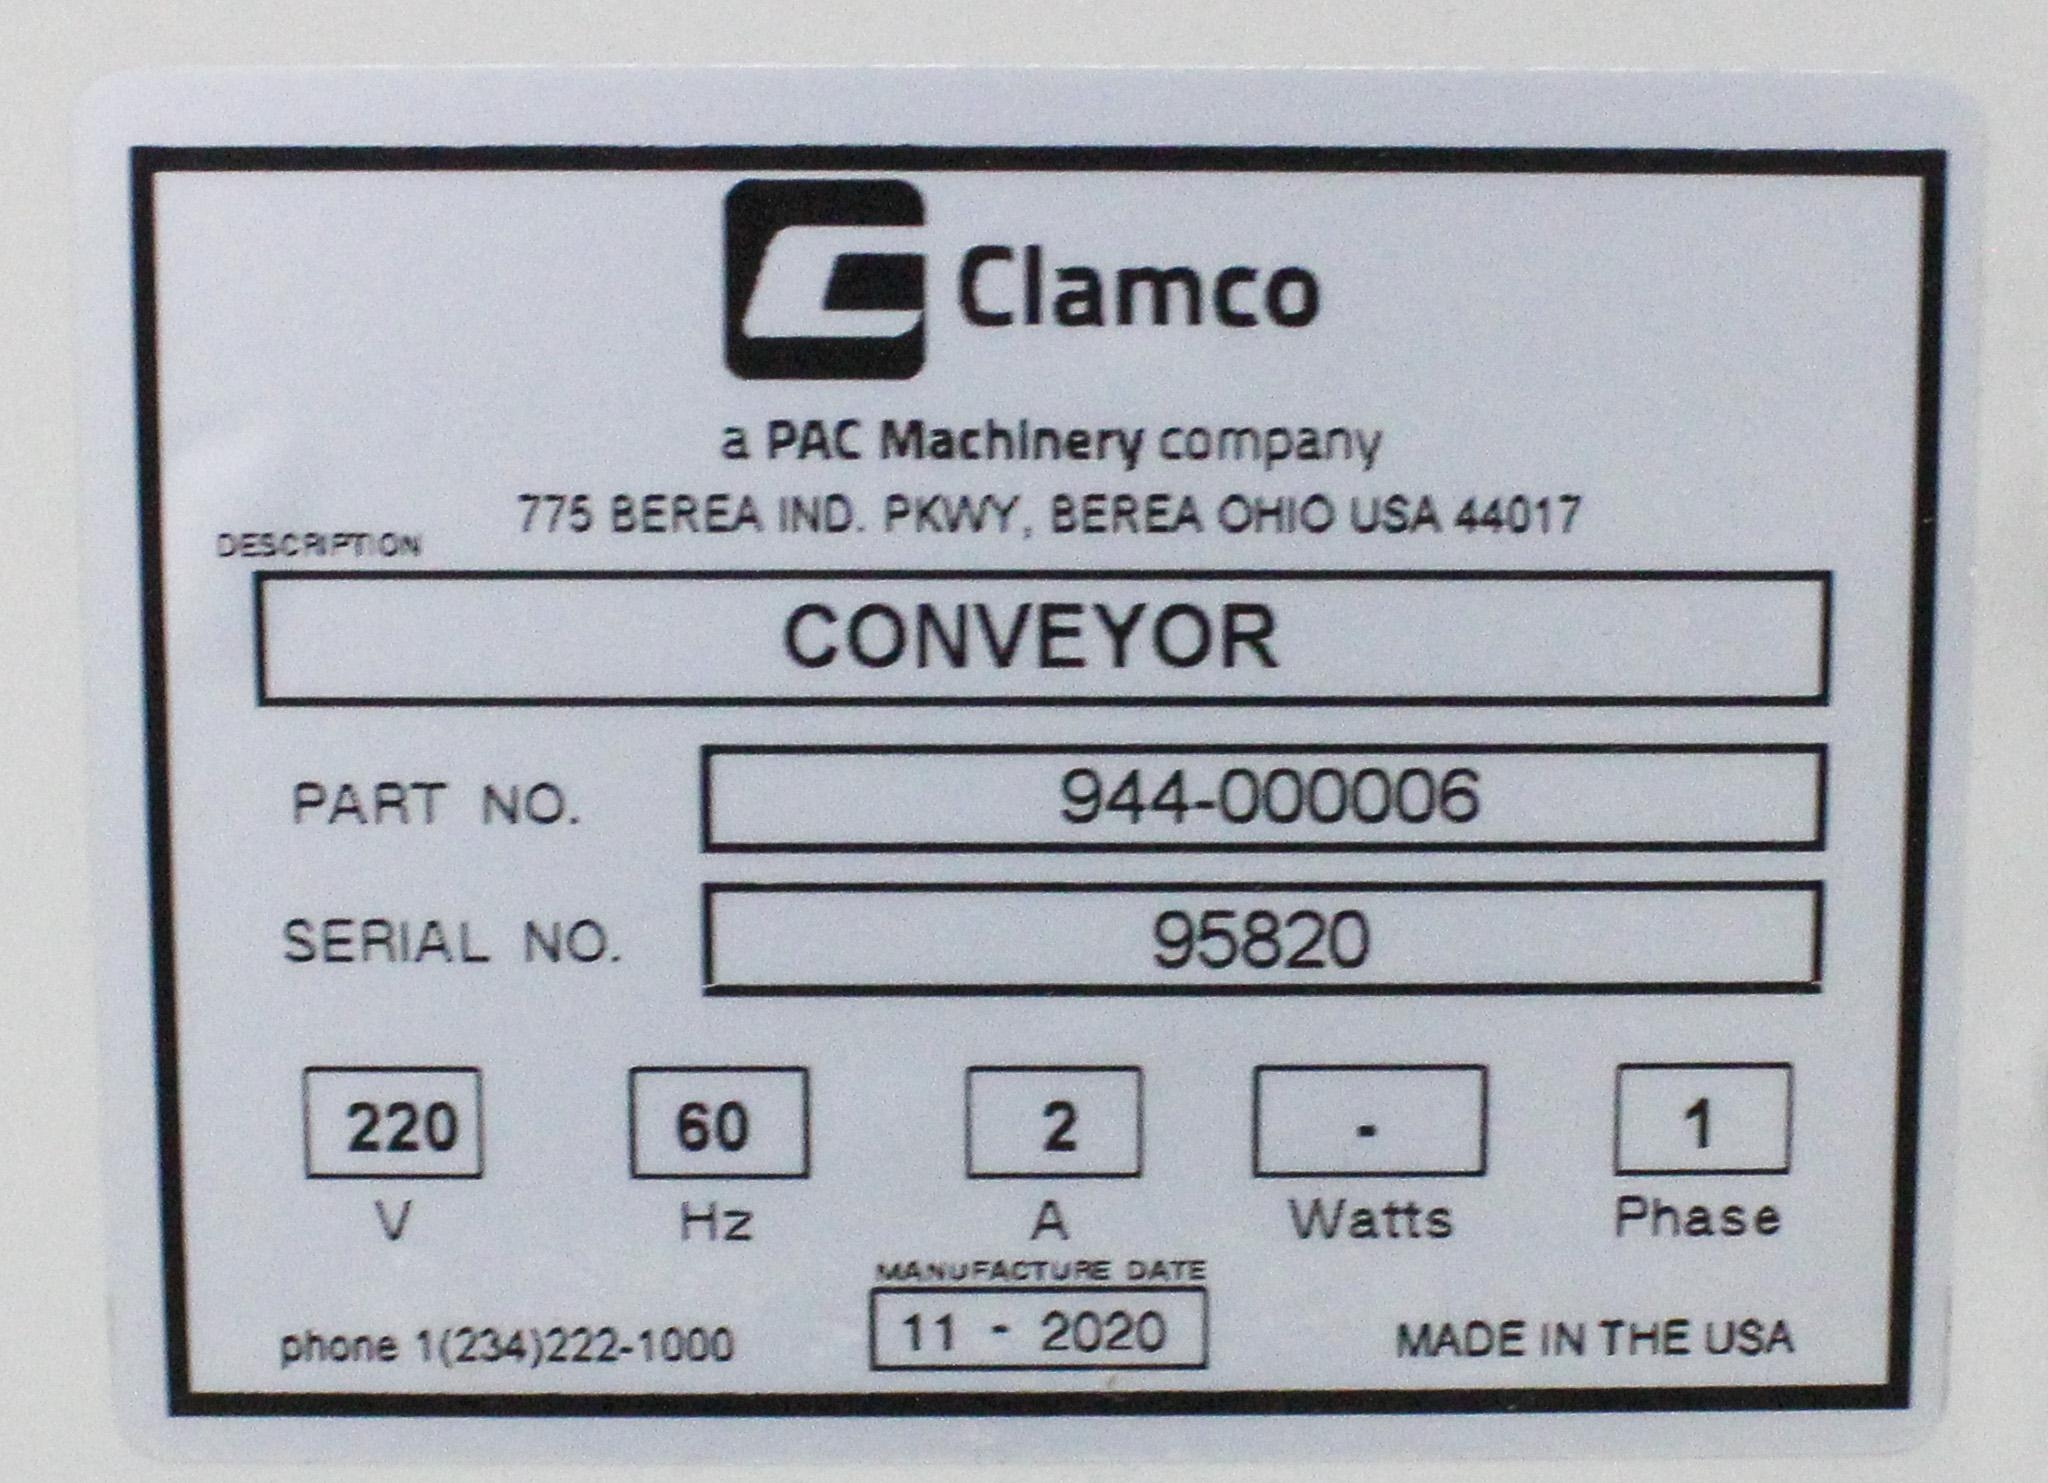 Clamco
a PAC Machinery company
775 BEREA IND. PKWY, BEREA OHIO USA 44017
DESCRIPTION
CONVEYOR
PART NO. 944-000006
SERIAL NO. 95820
220 60 2 - 1
V Hz A Watts Phase
MANUFACTURE DATE
phone 1(234)222-1000 11 - 2020 MADE IN THE USA